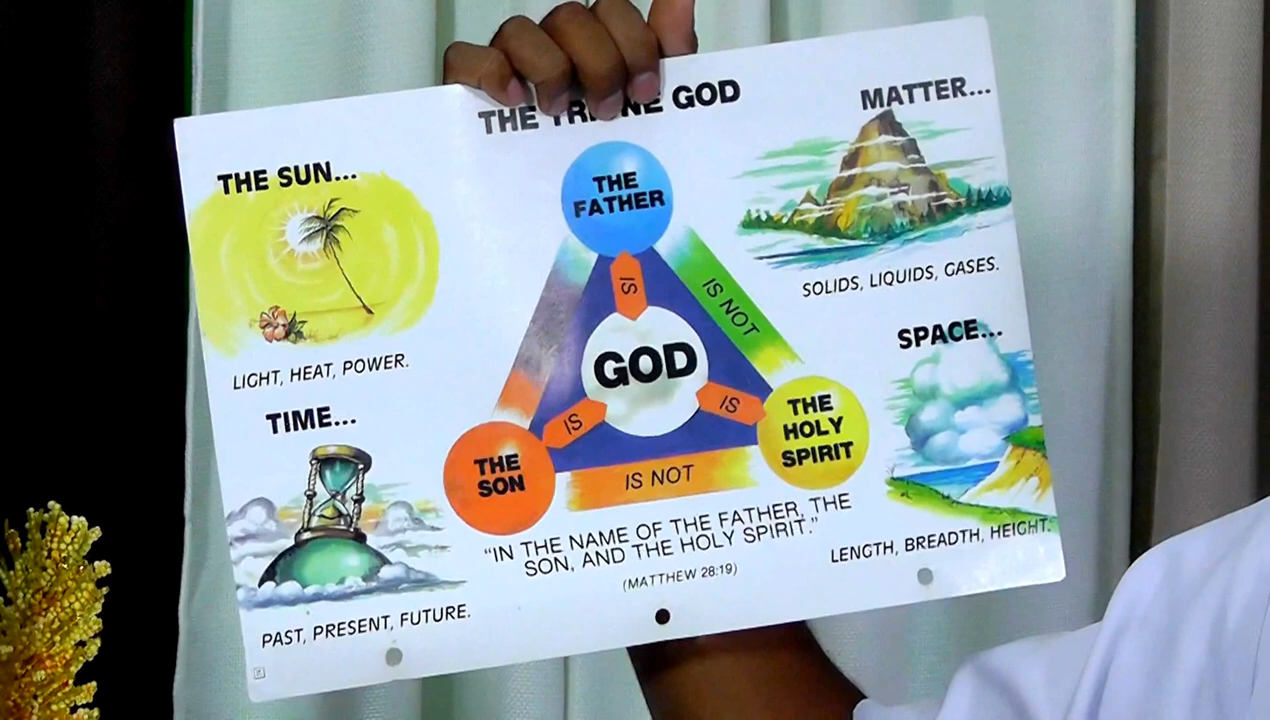 THE TRIUNE GOD
THE SUN...
LIGHT, HEAT, POWER.
TIME...
PAST, PRESENT, FUTURE.
THE
FATHER
IS
IS NOT
GOD
IS
IS
THE
SON
IS NOT
THE
HOLY
SPIRIT
"IN THE NAME OF THE FATHER, THE
SON, AND THE HOLY SPIRIT."
(MATTHEW 28:19)
MATTER...
SOLIDS, LIQUIDS, GASES.
SPACE...
LENGTH, BREADTH, HEIGHT.